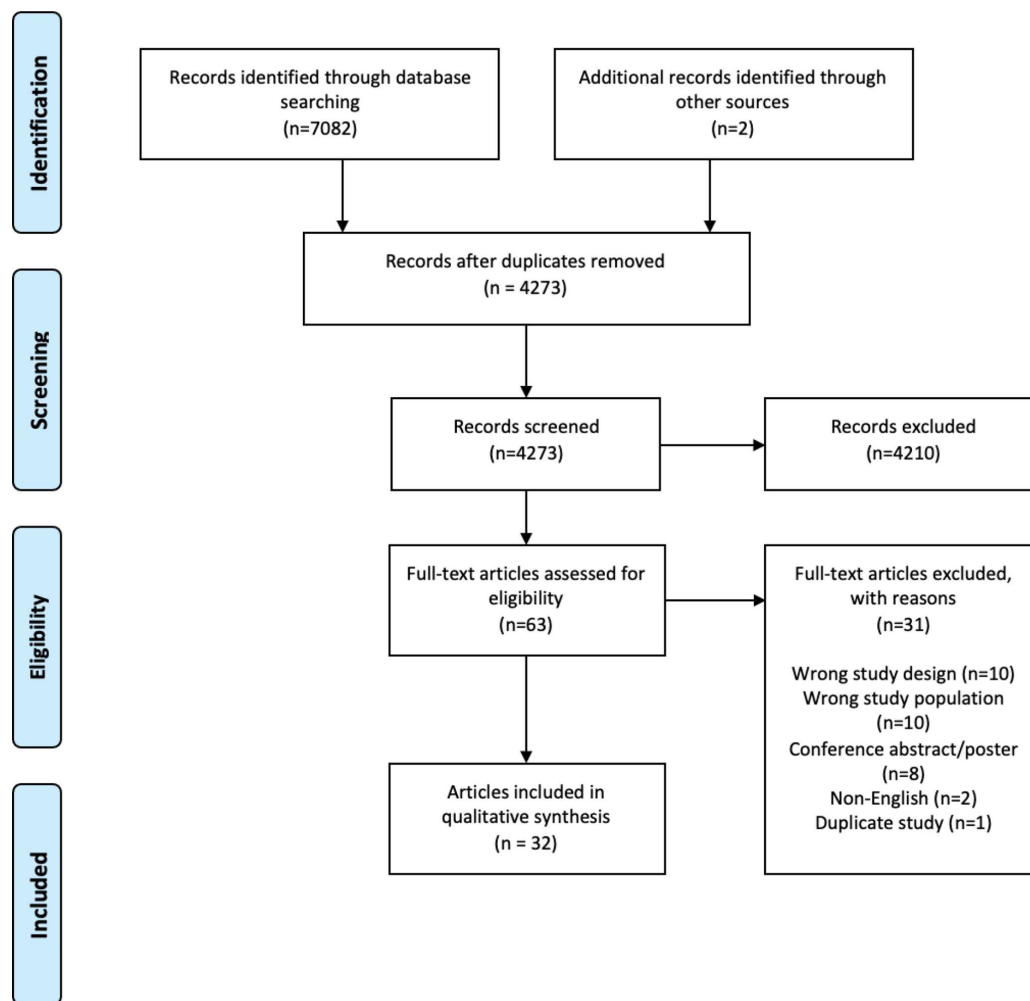 Identification
Records identified through database
searching
(n=7082)
Additional records identified through
other sources
(n=2)
Records after duplicates removed
(n = 4273)
Screening
Records screened
(n=4273)
Records excluded
(n=4210)
Eligibility
Full-text articles assessed for
eligibility
(n=63)
Full-text articles excluded,
with reasons
(n=31)
Wrong study design (n=10)
Wrong study population
(n=10)
Conference abstract/poster
(n=8)
Non-English (n=2)
Duplicate study (n=1)
Included
Articles included in
qualitative synthesis
(n = 32)